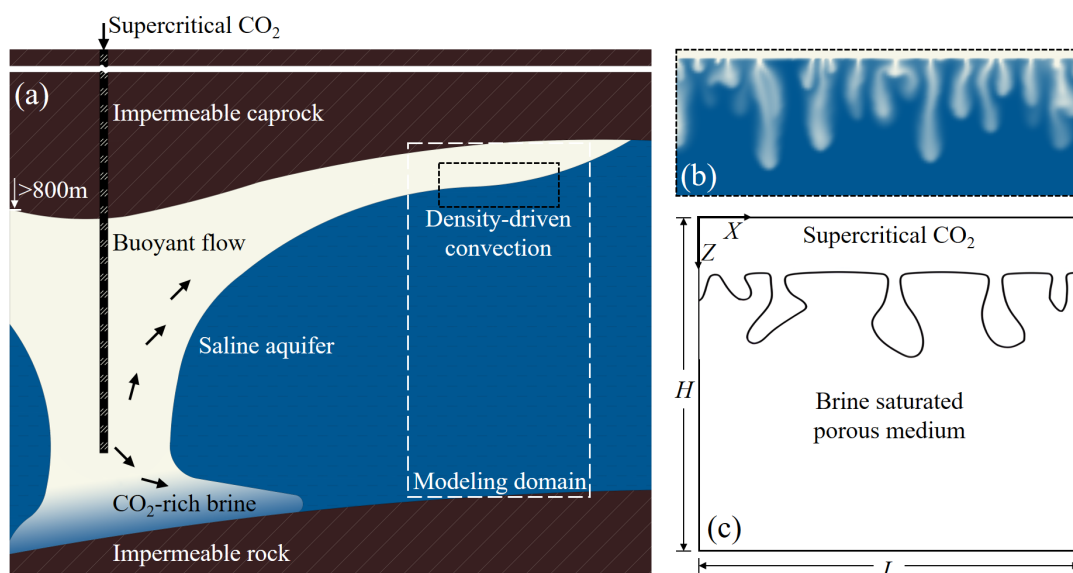 Supercritical CO₂
(a)
Impermeable caprock
>800m
Buoyant flow
Density-driven
convection
Saline aquifer
Modeling domain
CO₂-rich brine
Impermeable rock
(b)
X
Z
Supercritical CO₂
H
Brine saturated
porous medium
(c)